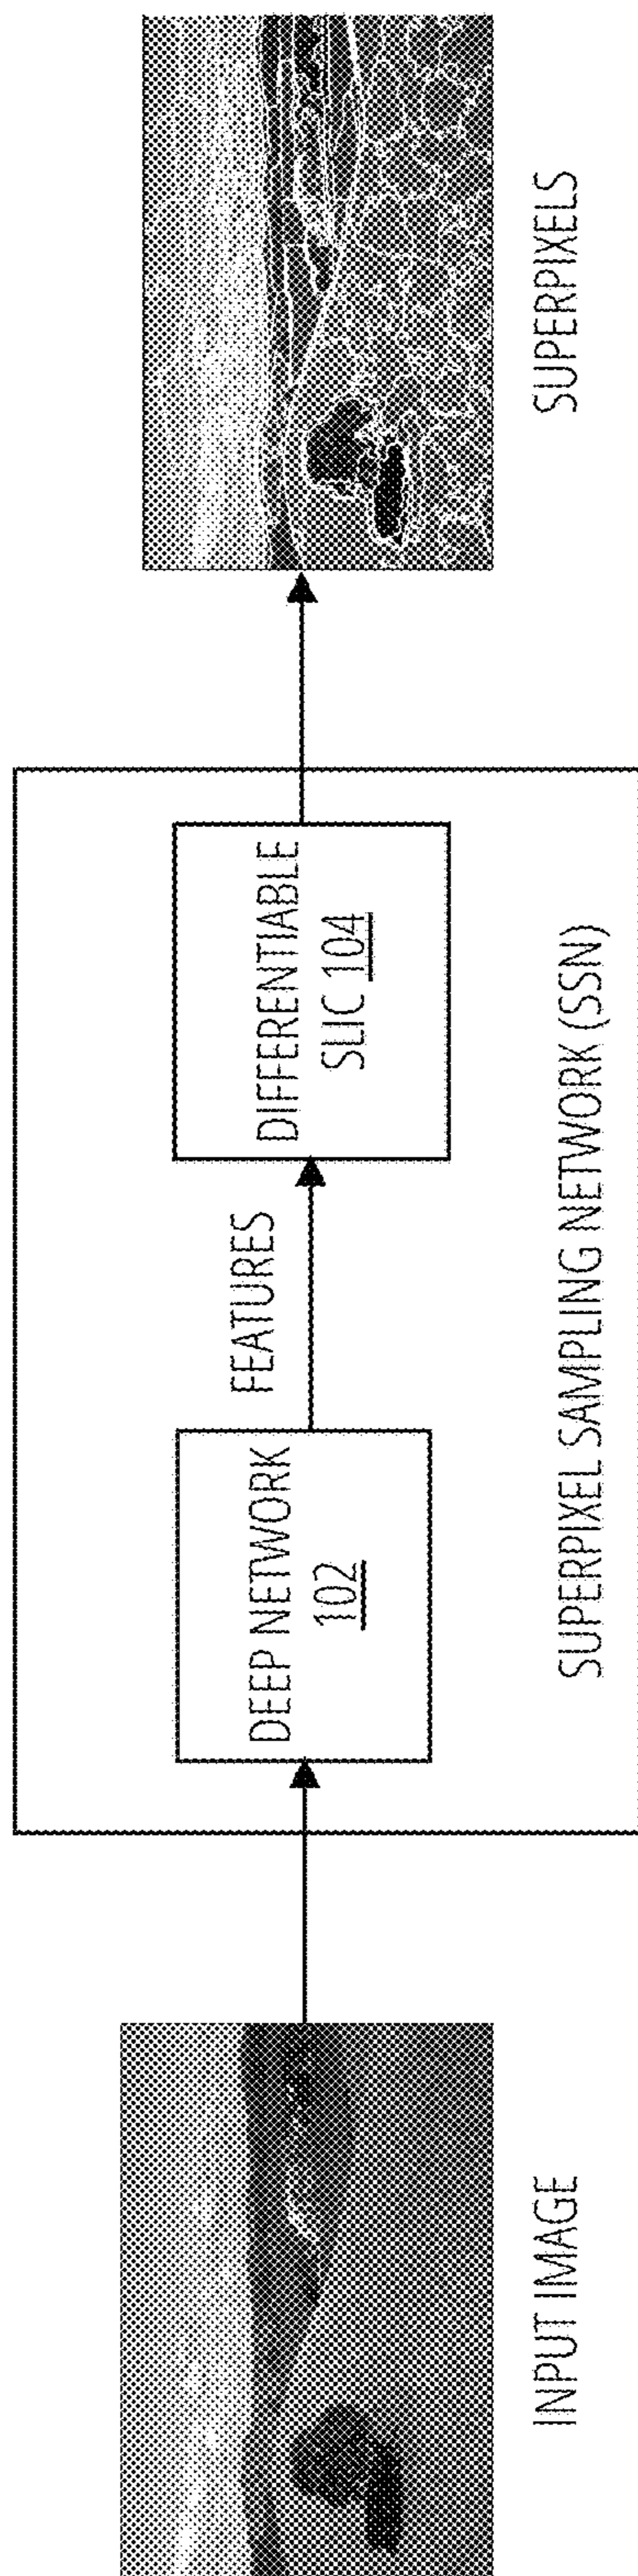 INPUT IMAGE
DEEP NETWORK
102
FEATURES
DIFFERENTIABLE
SLIC 104
SUPERPIXEL SAMPLING NETWORK (SSN)
SUPERPIXELS